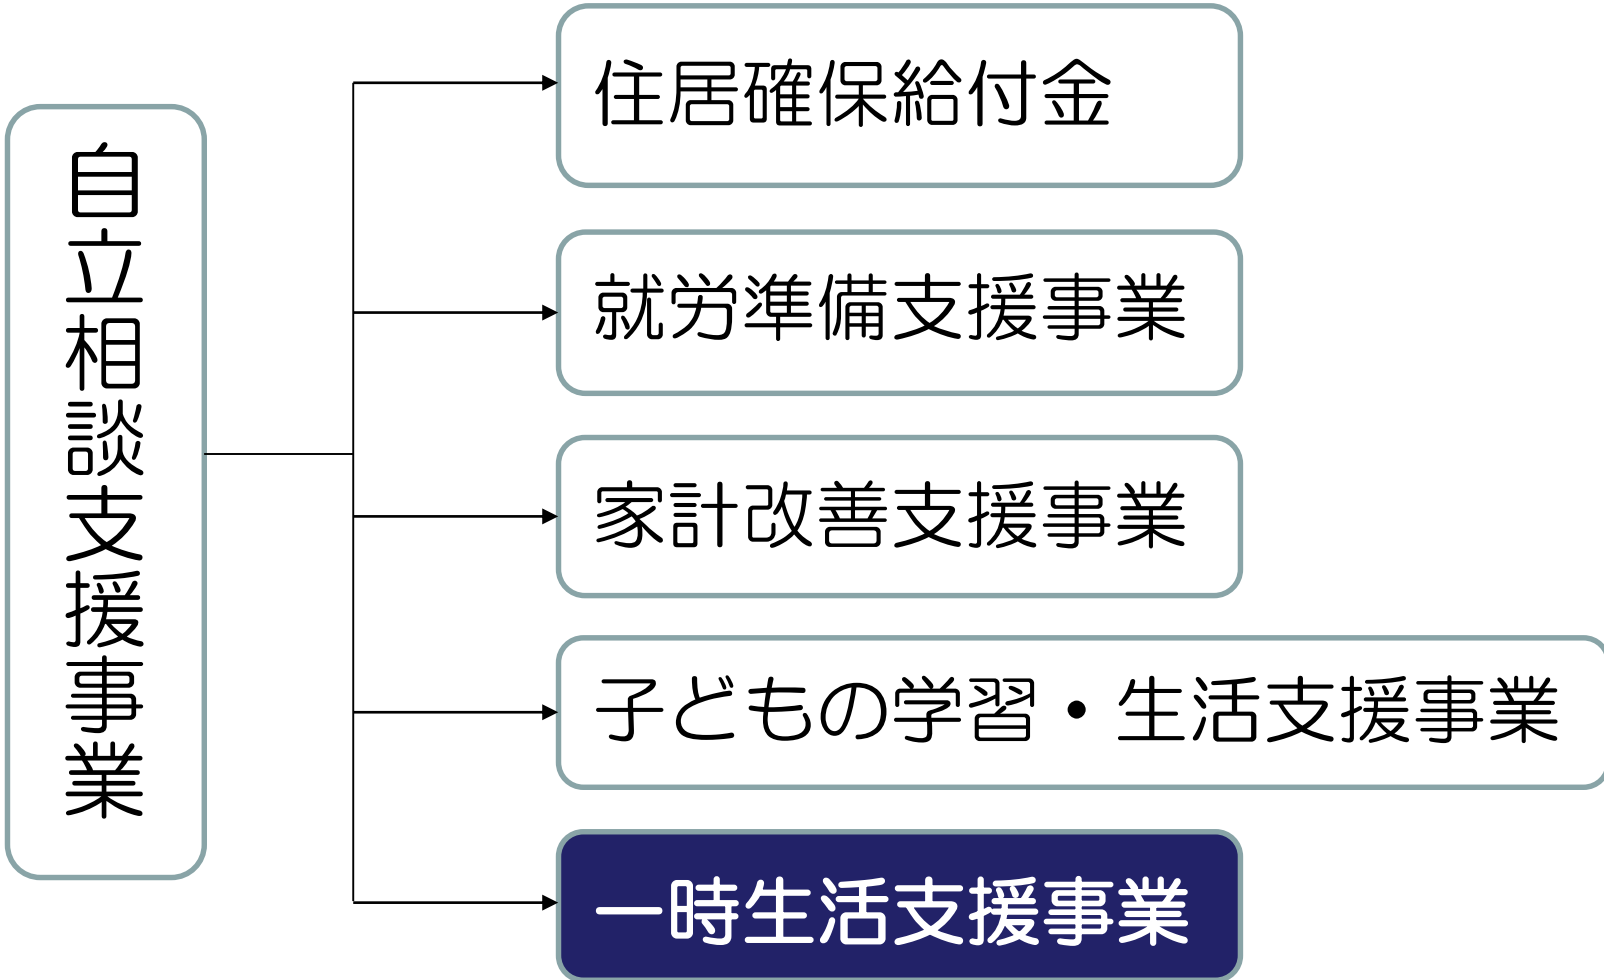 自立相談支援事業
住居確保給付金
就労準備支援事業
家計改善支援事業
子どもの学習・生活支援事業
一時生活支援事業